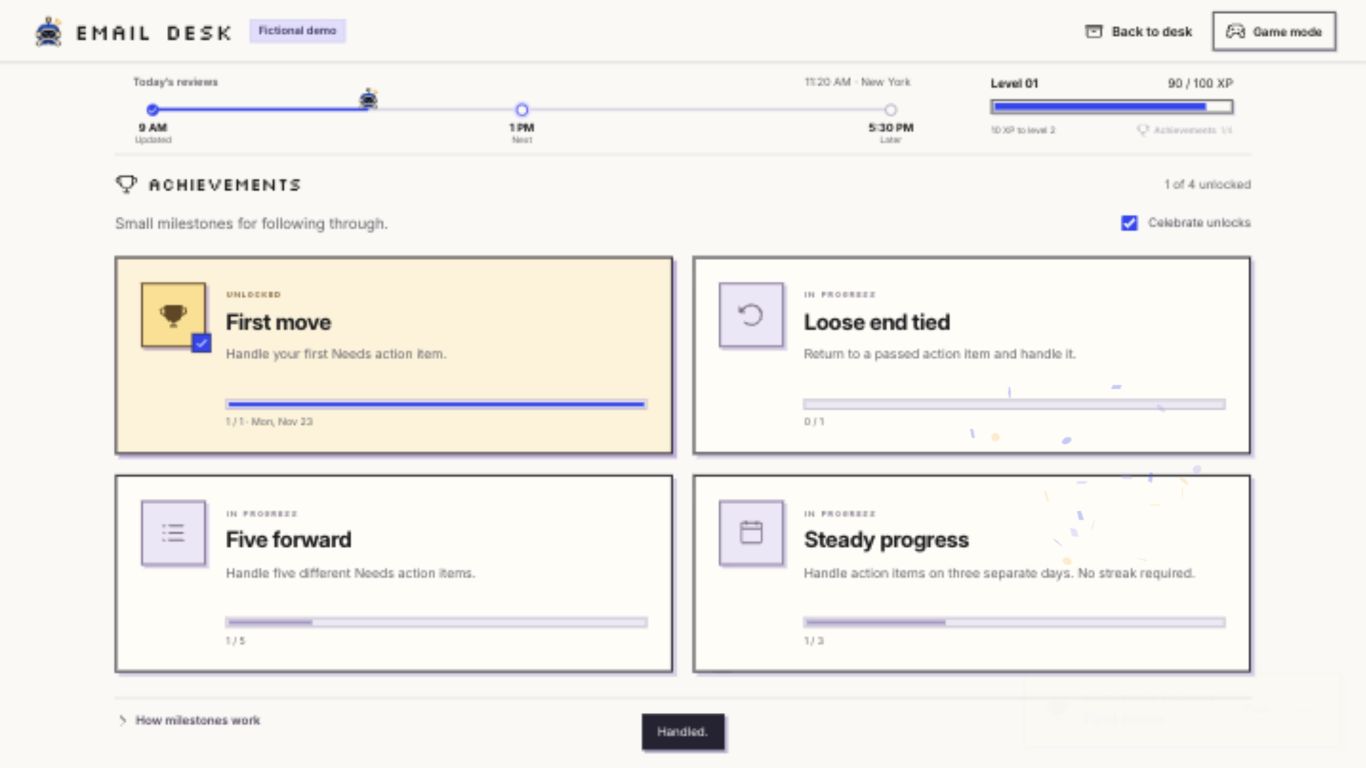 EMAIL DESK
Fictional demo
Back to desk
Game mode
Today's reviews
11:20 AM · New York
9 AM
Updated
1 PM
Next
5:30 PM
Later
Level 01
90 / 100 XP
10 XP to level 2
Achievements 1/4
ACHIEVEMENTS
1 of 4 unlocked
Small milestones for following through.
Celebrate unlocks
UNLOCKED
First move
Handle your first Needs action item.
1 / 1 · Mon, Nov 23
IN PROGRESS
Loose end tied
Return to a passed action item and handle it.
0 / 1
IN PROGRESS
Five forward
Handle five different Needs action items.
1 / 5
IN PROGRESS
Steady progress
Handle action items on three separate days. No streak required.
1 / 3
How milestones work
Handled.